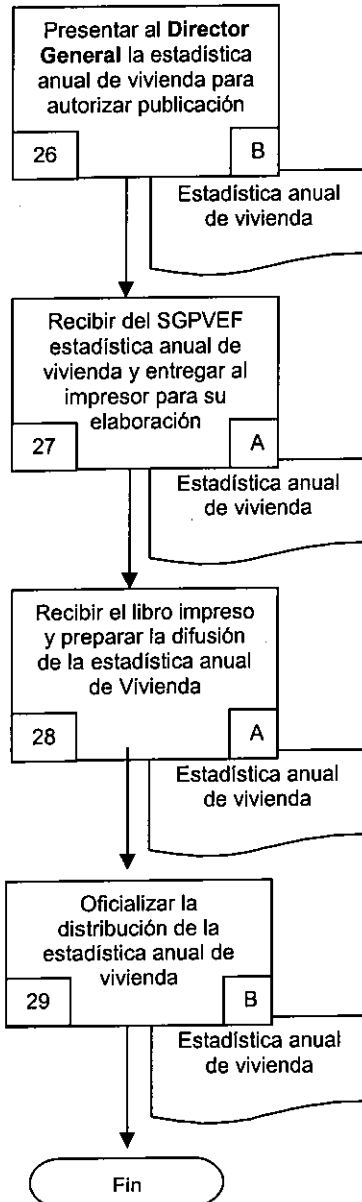 Presentar al Director
General la estadística
anual de vivienda para
autorizar publicación
26
B
Estadística anual
de vivienda
Recibir del SGPVEF
estadística anual de
vivienda y entregar al
impresor para su
elaboración
27
A
Estadística anual
de vivienda
Recibir el libro impreso
y preparar la difusión
de la estadística anual
de Vivienda
28
A
Estadística anual
de vivienda
Oficializar la
distribución de la
estadística anual de
vivienda
29
B
Estadística anual
de vivienda
Fin